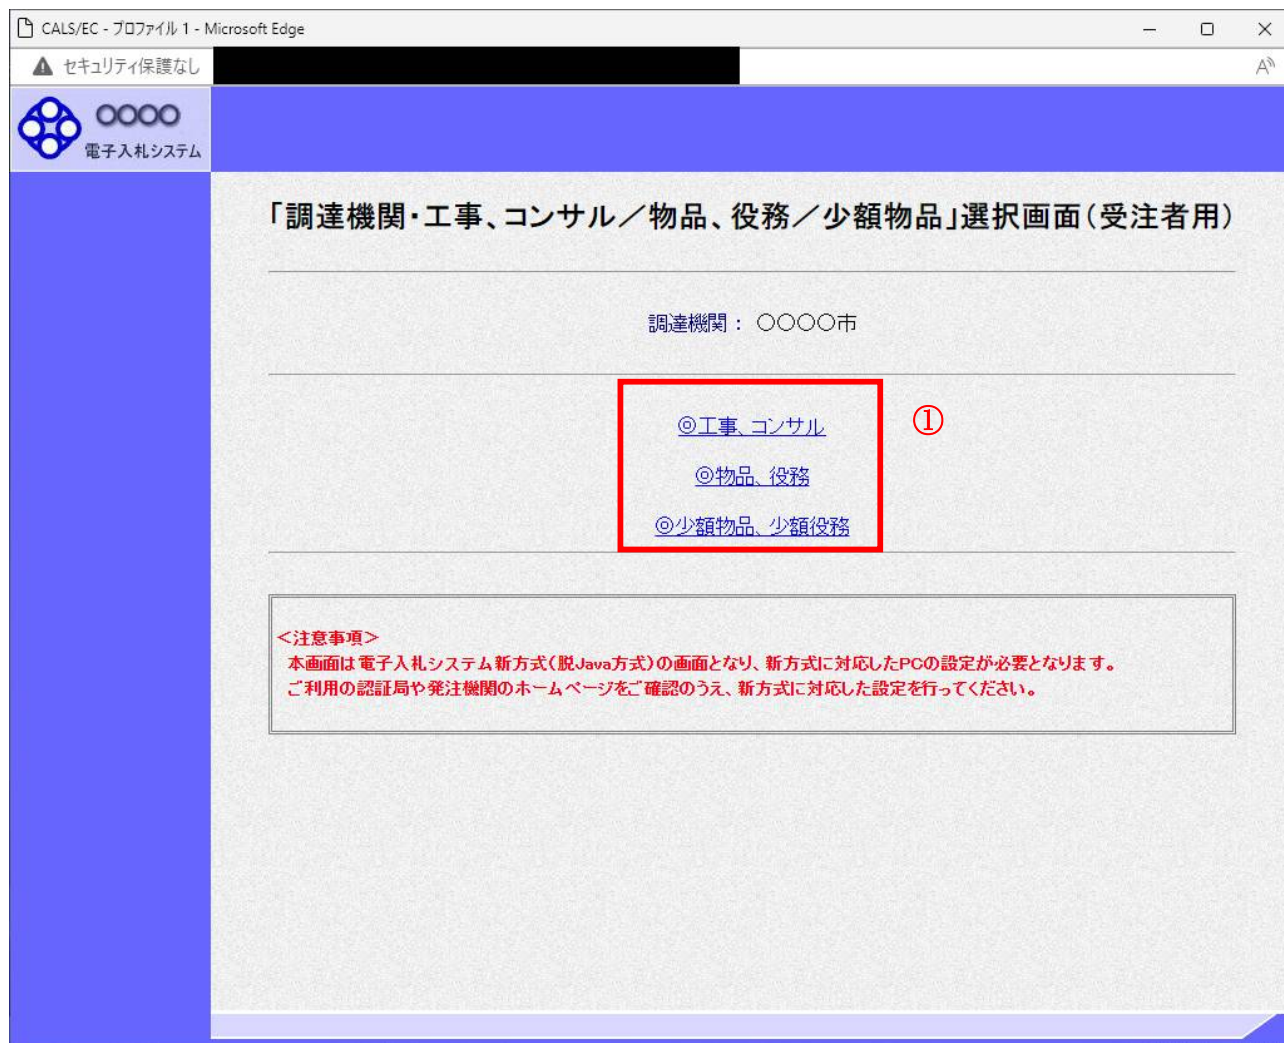 CALS/EC - プロファイル 1 - Microsoft Edge
セキュリティ保護なし
○○○○
電子入札システム
「調達機関・工事、コンサル／物品、役務／少額物品」選択画面（受注者用）
調達機関： ○○○○市
◎工事、コンサル
①
◎物品、役務
◎少額物品、少額役務
＜注意事項＞
本画面は電子入札システム新方式（脱Java方式）の画面となり、新方式に対応したPCの設定が必要となります。
ご利用の認証局や発注機関のホームページをご確認のうえ、新方式に対応した設定を行ってください。